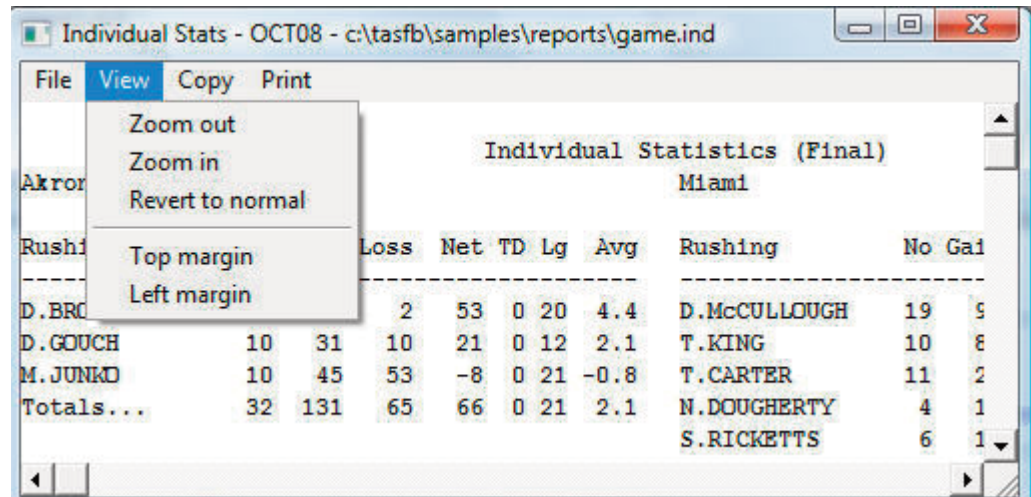 Individual Stats - OCT08 - c:\tasfb\samples\reports\game.ind
File View Copy Print
Zoom out
Zoom in
Revert to normal
Top margin
Left margin
Individual Statistics (Final)
Miami
Loss Net TD Lg Avg Rushing No
2 53 0 20 4.4 D.McCULLOUGH 19
D.GOUCH 10 31 10 21 0 12 2.1 T.KING 10
M.JUNKO 10 45 53 -8 0 21 -0.8 T.CARTER 11
Totals... 32 131 65 66 0 21 2.1 N.DOUGHERTY 4
S.RICKETTS 6